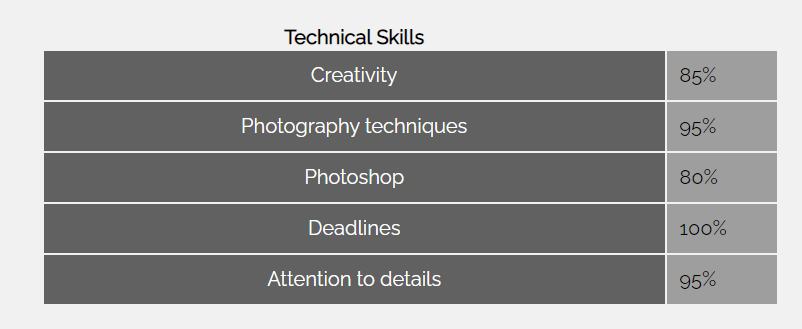 Technical Skills
Creativity 85%
Photography techniques 95%
Photoshop 80%
Deadlines 100%
Attention to details 95%